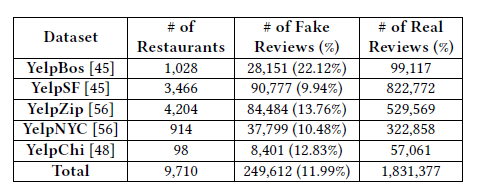 Dataset # of Restaurants # of Fake Reviews (%) # of Real Reviews (%)
YelpBos [45] 1,028 28,151 (22.12%) 99,117
YelpSF [45] 3,466 90,777 (9.94%) 822,772
YelpZip [56] 4,204 84,484 (13.76%) 529,569
YelpNYC [56] 914 37,799 (10.48%) 322,858
YelpChi [48] 98 8,401 (12.83%) 57,061
Total 9,710 249,612 (11.99%) 1,831,377